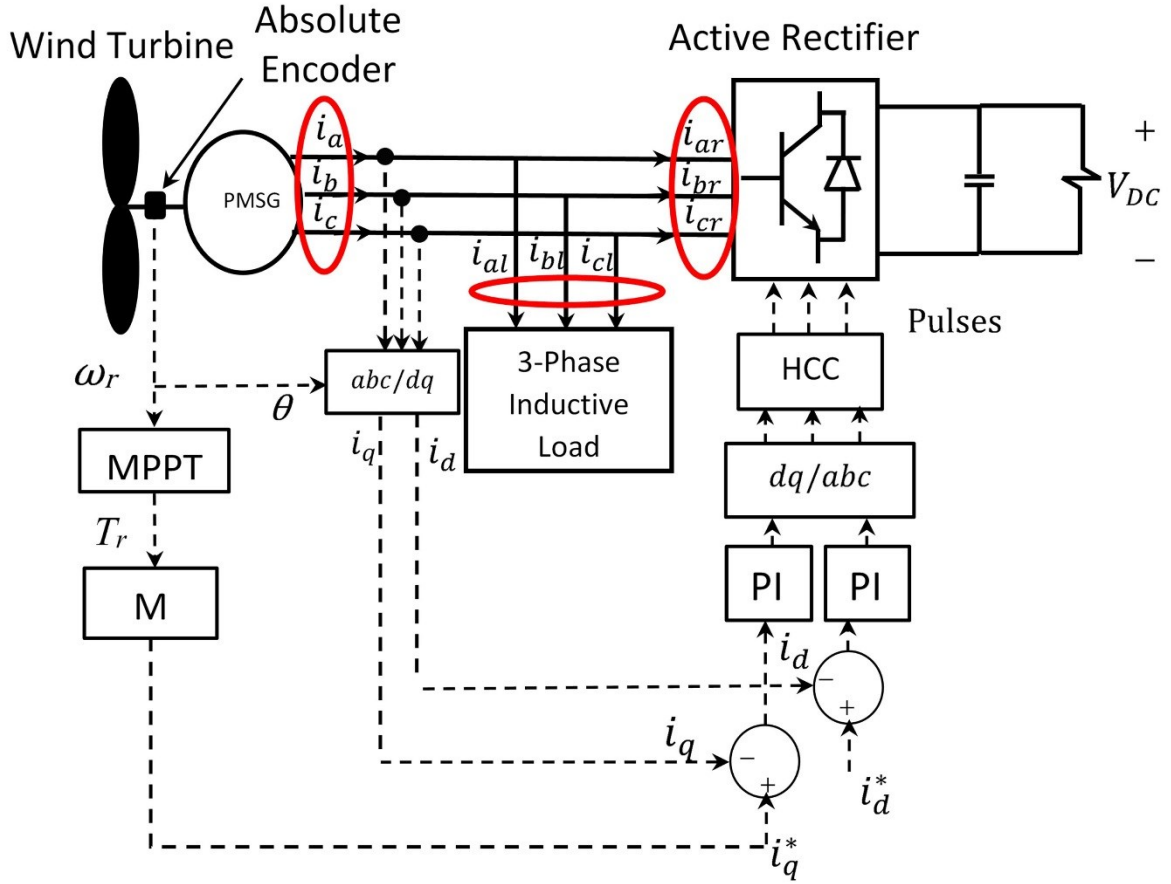 Wind Turbine
Absolute
Encoder
Active Rectifier
PMSG
i_a
i_b
i_c
i_ar
i_br
i_cr
i_al
i_bl
i_cl
+
V_DC
−
ω_r
θ
abc/dq
3-Phase
Inductive
Load
Pulses
HCC
dq/abc
i_q
i_d
MPPT
T_r
M
PI
PI
i_d
−
+
i_q
−
+
i_d^*
i_q^*